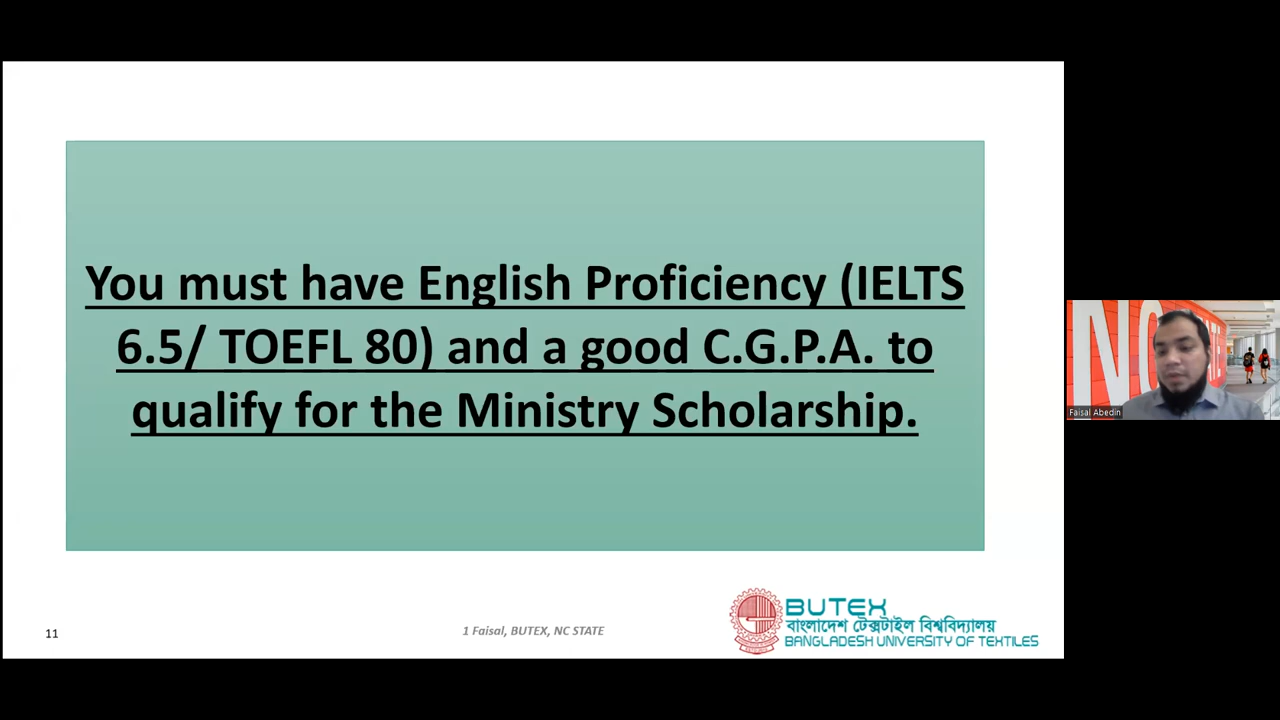 You must have English Proficiency (IELTS
6.5/ TOEFL 80) and a good C.G.P.A. to
qualify for the Ministry Scholarship.
11
1 Faisal, BUTEX, NC STATE
BUTEX
বাংলাদেশ টেক্সটাইল বিশ্ববিদ্যালয়
BANGLADESH UNIVERSITY OF TEXTILES
Faisal Abedin